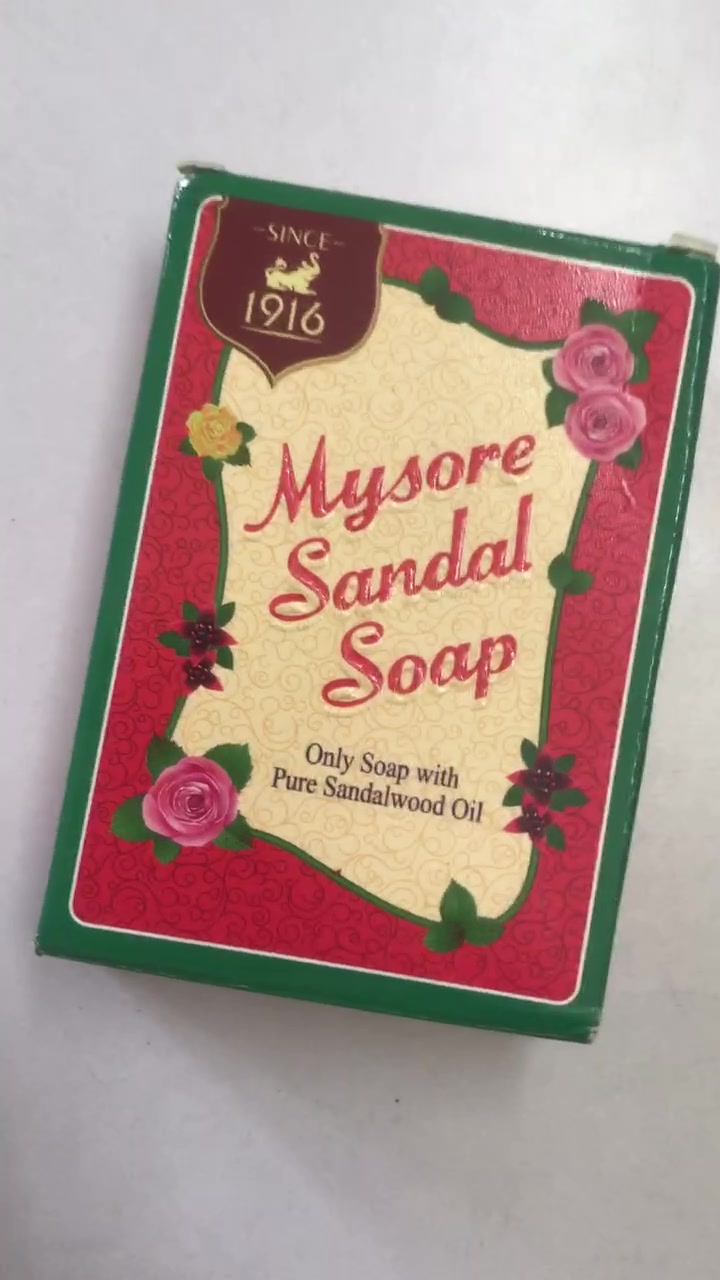 -SINCE-
1916
Mysore
Sandal
Soap
Only Soap with
Pure Sandalwood Oil